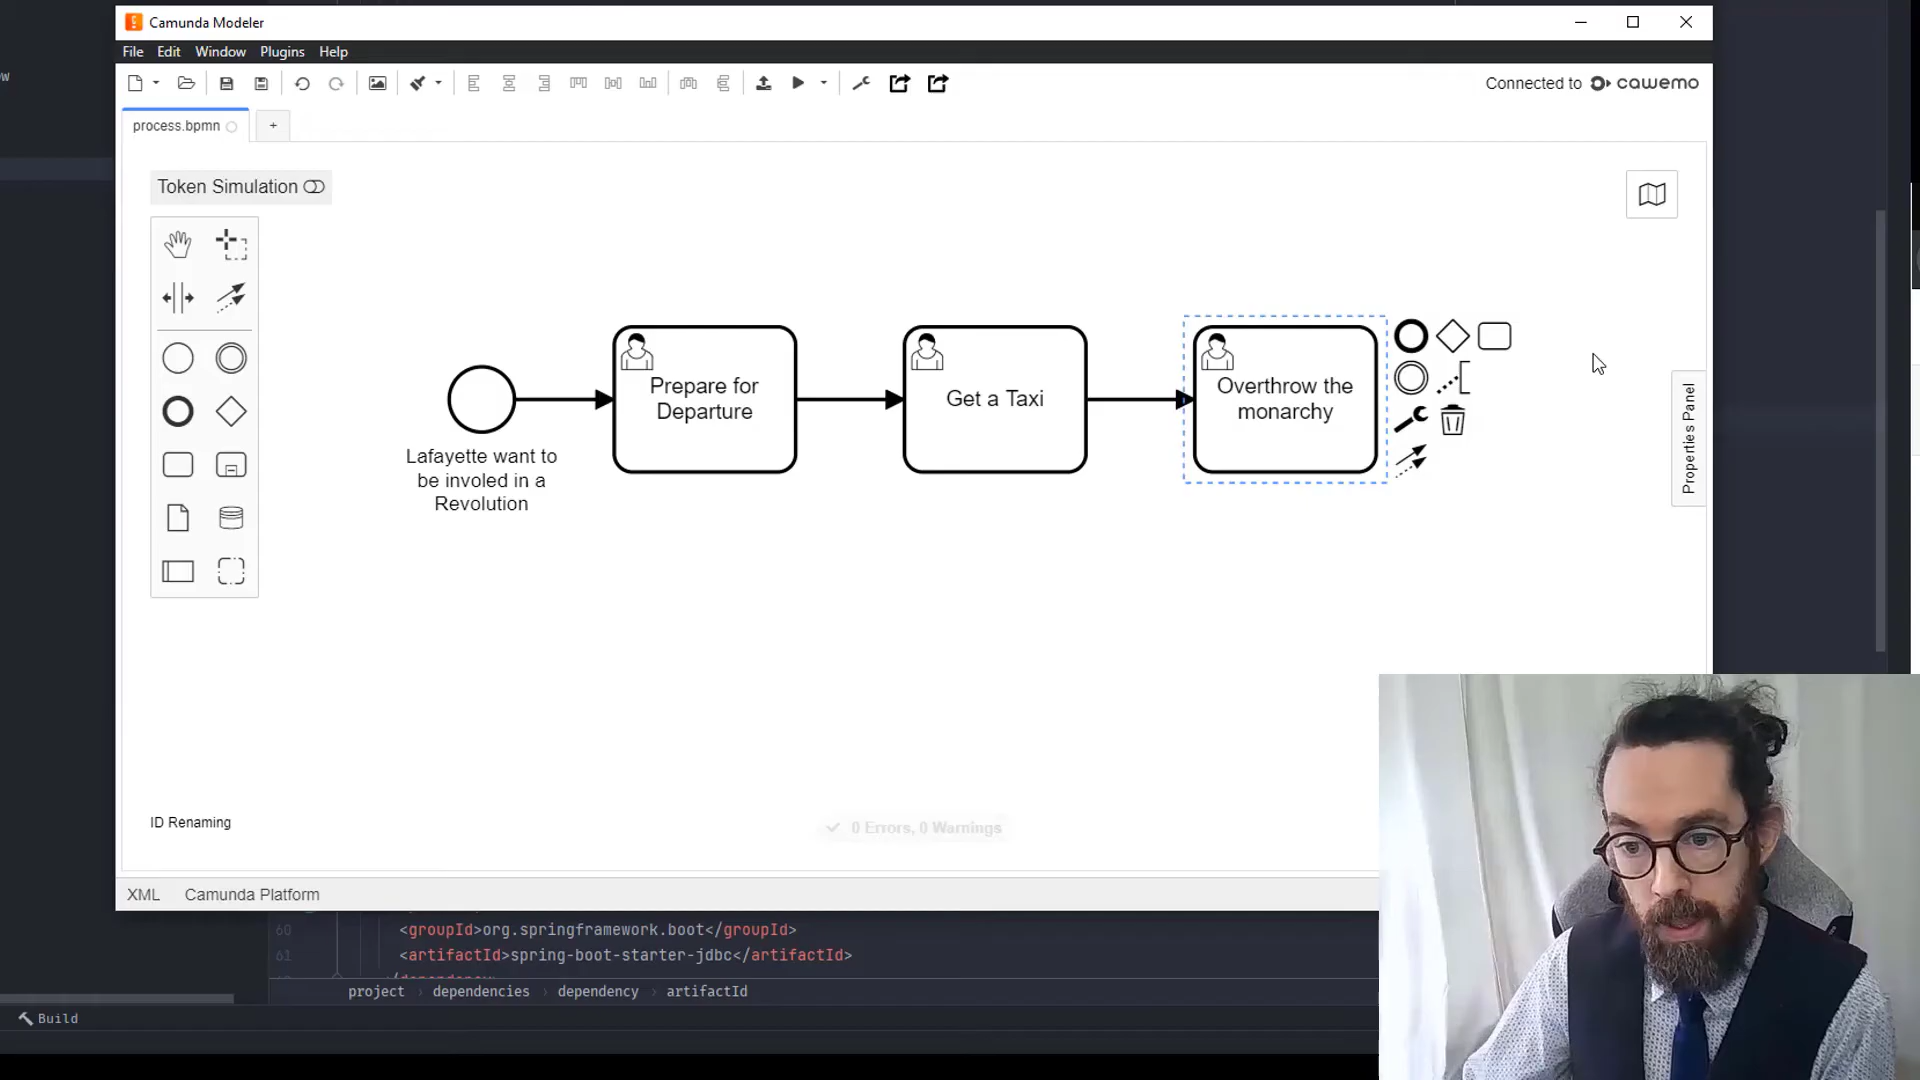 Camunda Modeler
File Edit Window Plugins Help
Connected to cawemo
process.bpmn
+
Token Simulation
Prepare for
Departure
Get a Taxi
Overthrow the
monarchy
Lafayette want to
be involed in a
Revolution
Properties Panel
ID Renaming
0 Errors, 0 Warnings
XML Camunda Platform
60 <groupId>org.springframework.boot</groupId>
61 <artifactId>spring-boot-starter-jdbc</artifactId>
project › dependencies › dependency › artifactId
Build